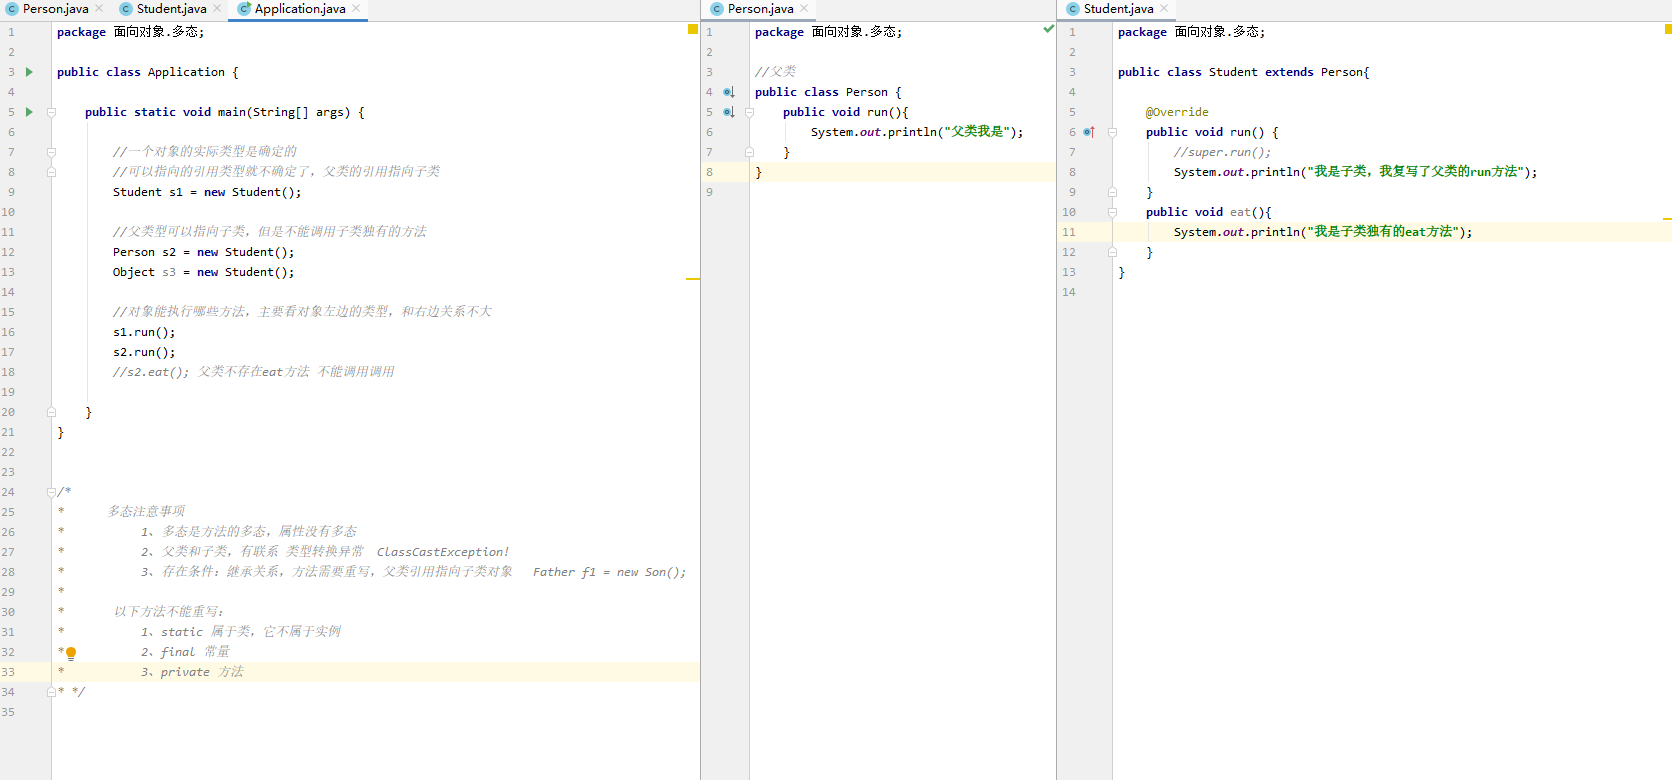 Person.java
Student.java
Application.java
1 package 面向对象.多态;
2
3 public class Application {
4
5 public static void main(String[] args) {
6
7 //一个对象的实际类型是确定的
8 //可以指向的引用类型就不确定了，父类的引用指向子类
9 Student s1 = new Student();
10
11 //父类型可以指向子类，但是不能调用子类独有的方法
12 Person s2 = new Student();
13 Object s3 = new Student();
14
15 //对象能执行哪些方法，主要看对象左边的类型，和右边关系不大
16 s1.run();
17 s2.run();
18 //s2.eat(); 父类不存在eat方法 不能调用调用
19
20 }
21 }
22
23
24 /*
25 * 多态注意事项
26 * 1、多态是方法的多态，属性没有多态
27 * 2、父类和子类，有联系 类型转换异常 ClassCastException!
28 * 3、存在条件：继承关系，方法需要重写，父类引用指向子类对象 Father f1 = new Son();
29 *
30 * 以下方法不能重写：
31 * 1、static 属于类，它不属于实例
32 * 2、final 常量
33 * 3、private 方法
34 * */
35
Person.java
1 package 面向对象.多态;
2
3 //父类
4 public class Person {
5 public void run(){
6 System.out.println("父类我是");
7 }
8 }
9
Student.java
1 package 面向对象.多态;
2
3 public class Student extends Person{
4
5 @Override
6 public void run() {
7 //super.run();
8 System.out.println("我是子类，我复写了父类的run方法");
9 }
10 public void eat(){
11 System.out.println("我是子类独有的eat方法");
12 }
13 }
14